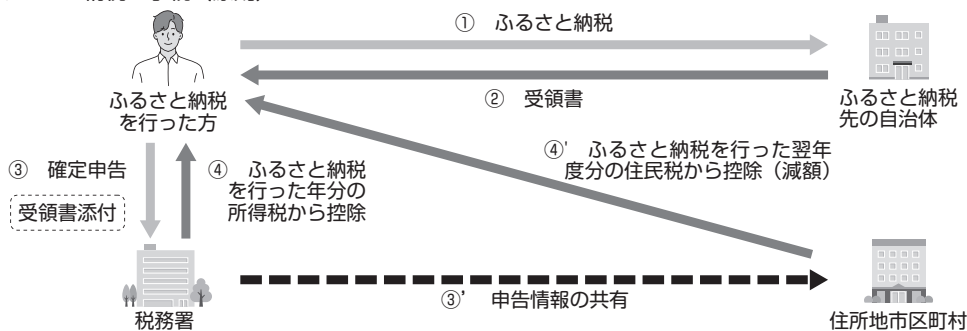 ① ふるさと納税
② 受領書
ふるさと納税
を行った方
ふるさと納税
先の自治体
③ 確定申告
受領書添付
④ ふるさと納税
を行った年分の
所得税から控除
④' ふるさと納税を行った翌年
度分の住民税から控除（減額）
③' 申告情報の共有
税務署
住所地市区町村